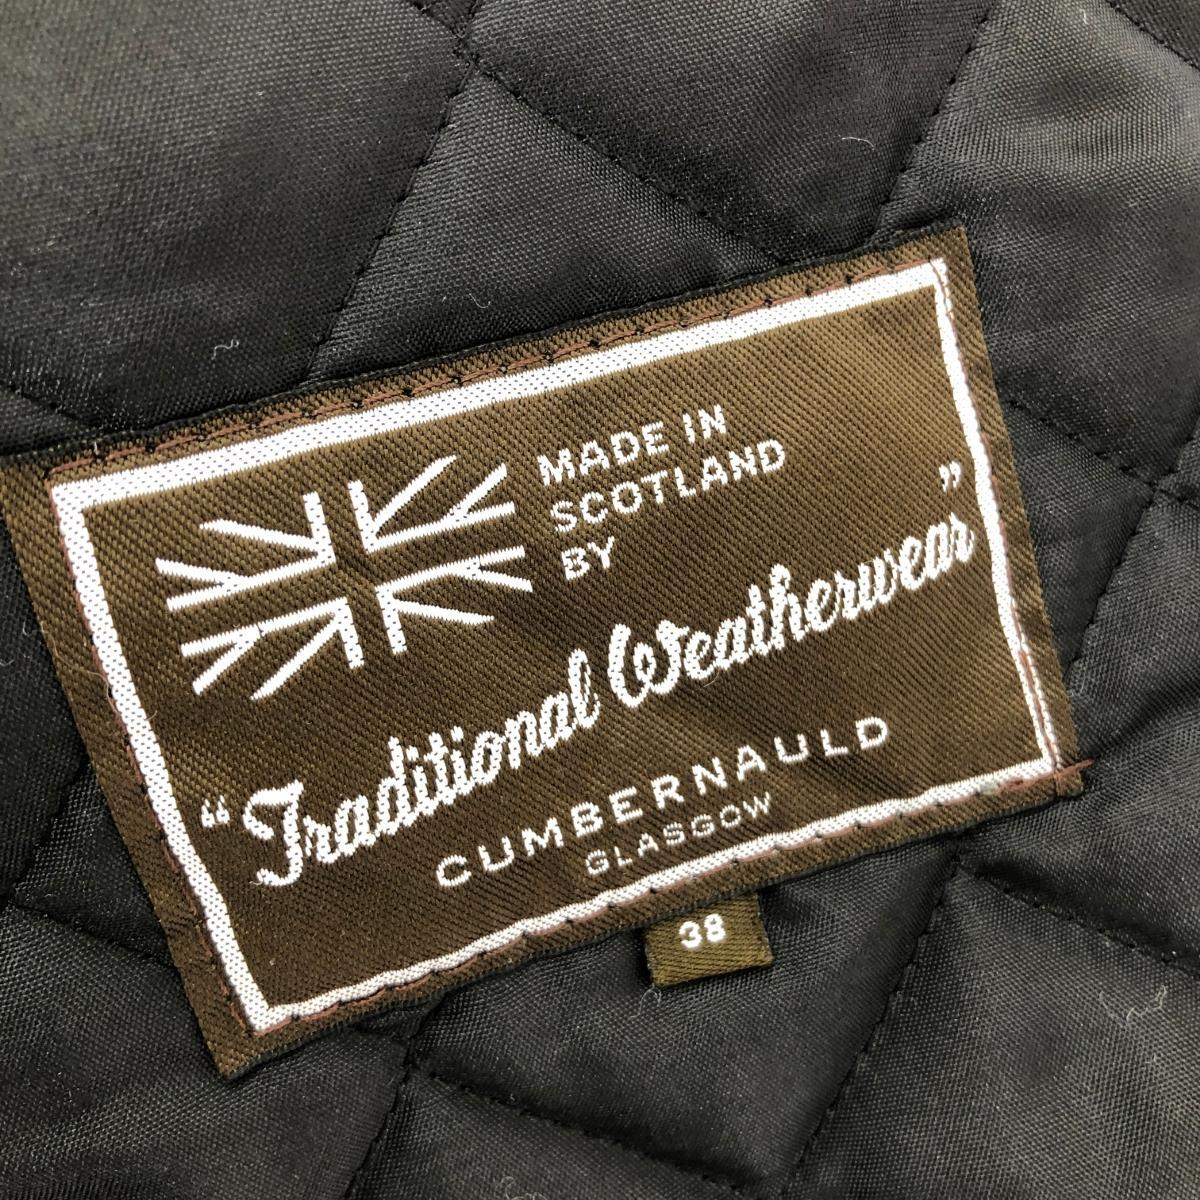 MADE IN
SCOTLAND
BY
“Traditional Weatherwear”
CUMBERNAULD
GLASGOW
38